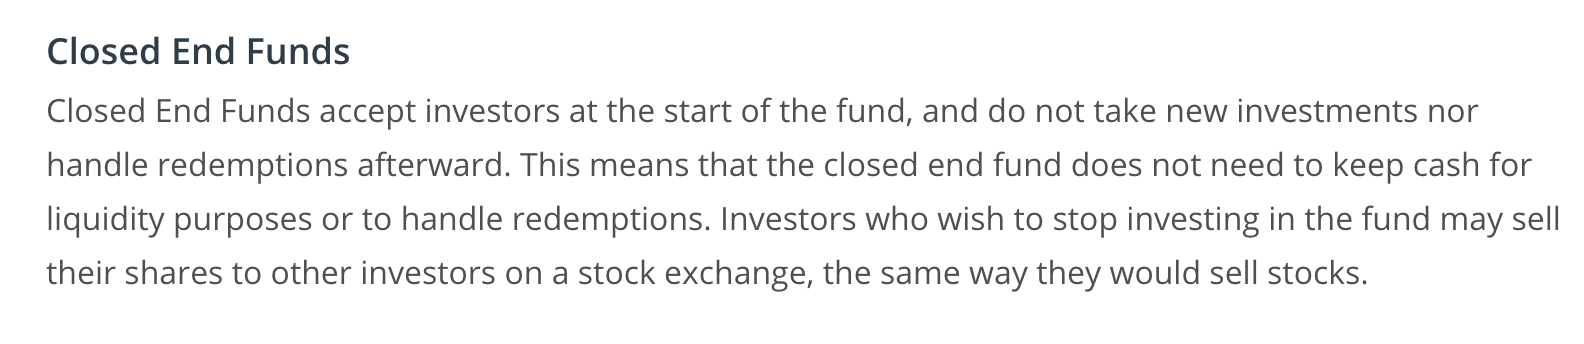 Closed End Funds
Closed End Funds accept investors at the start of the fund, and do not take new investments nor
handle redemptions afterward. This means that the closed end fund does not need to keep cash for
liquidity purposes or to handle redemptions. Investors who wish to stop investing in the fund may sell
their shares to other investors on a stock exchange, the same way they would sell stocks.